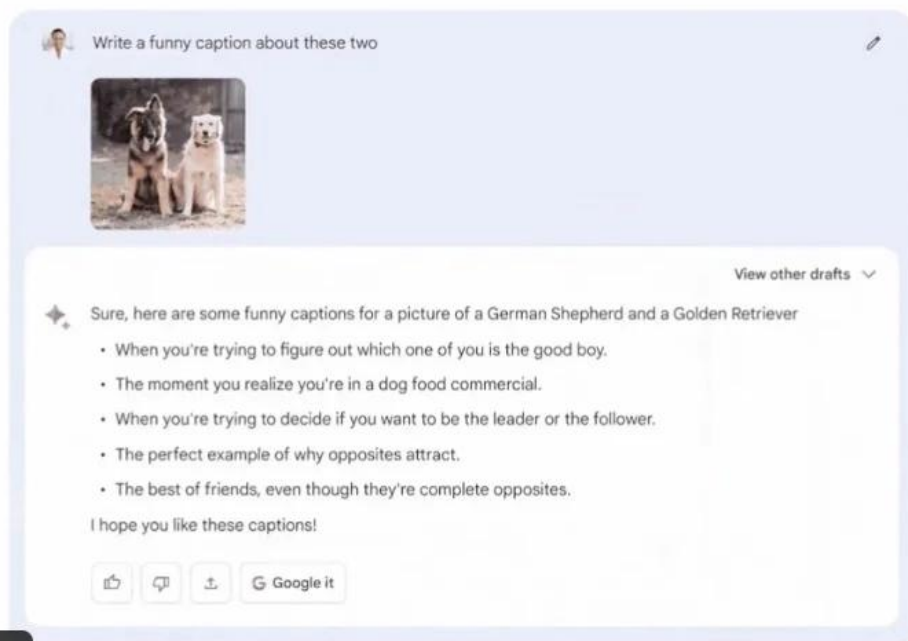 Write a funny caption about these two
View other drafts
Sure, here are some funny captions for a picture of a German Shepherd and a Golden Retriever
• When you're trying to figure out which one of you is the good boy.
• The moment you realize you're in a dog food commercial.
• When you're trying to decide if you want to be the leader or the follower.
• The perfect example of why opposites attract.
• The best of friends, even though they're complete opposites.
I hope you like these captions!
G Google it